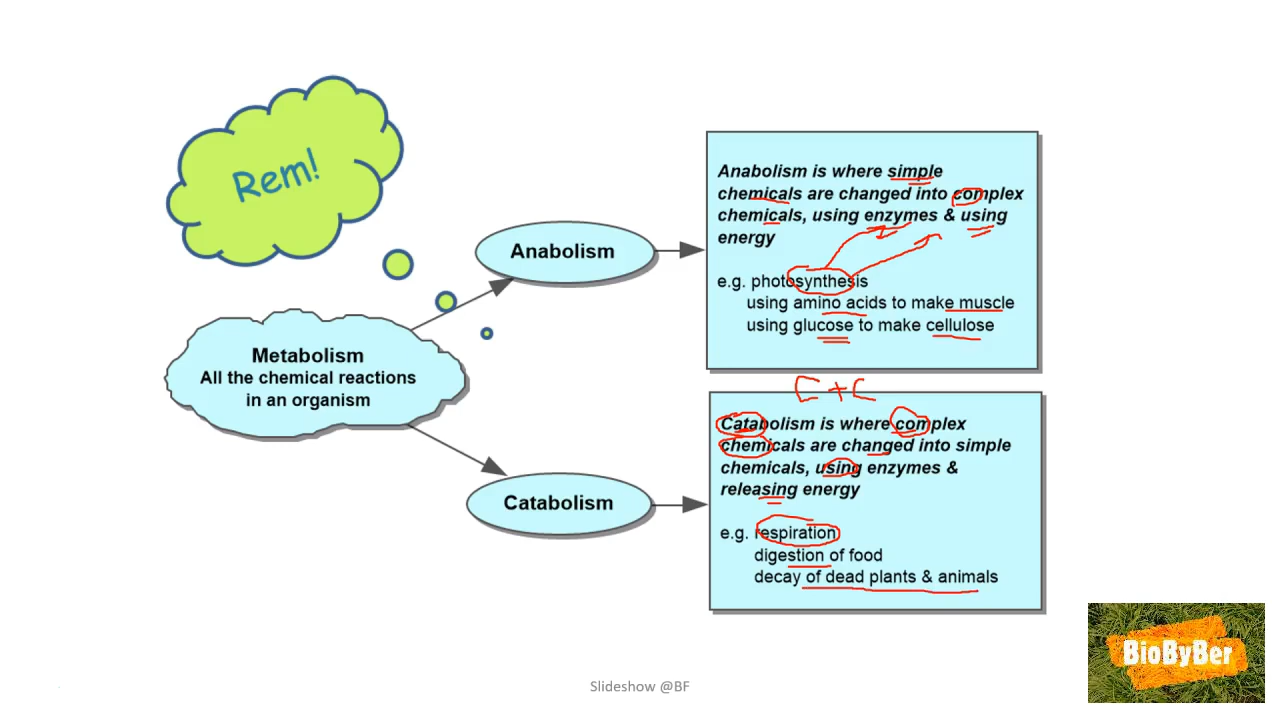 Rem!
Anabolism
Metabolism
All the chemical reactions
in an organism
Catabolism
Anabolism is where simple
chemicals are changed into complex
chemicals, using enzymes & using
energy
e.g. photosynthesis
using amino acids to make muscle
using glucose to make cellulose
C + C
Catabolism is where complex
chemicals are changed into simple
chemicals, using enzymes &
releasing energy
e.g. respiration
digestion of food
decay of dead plants & animals
BioByBer
Slideshow @BF